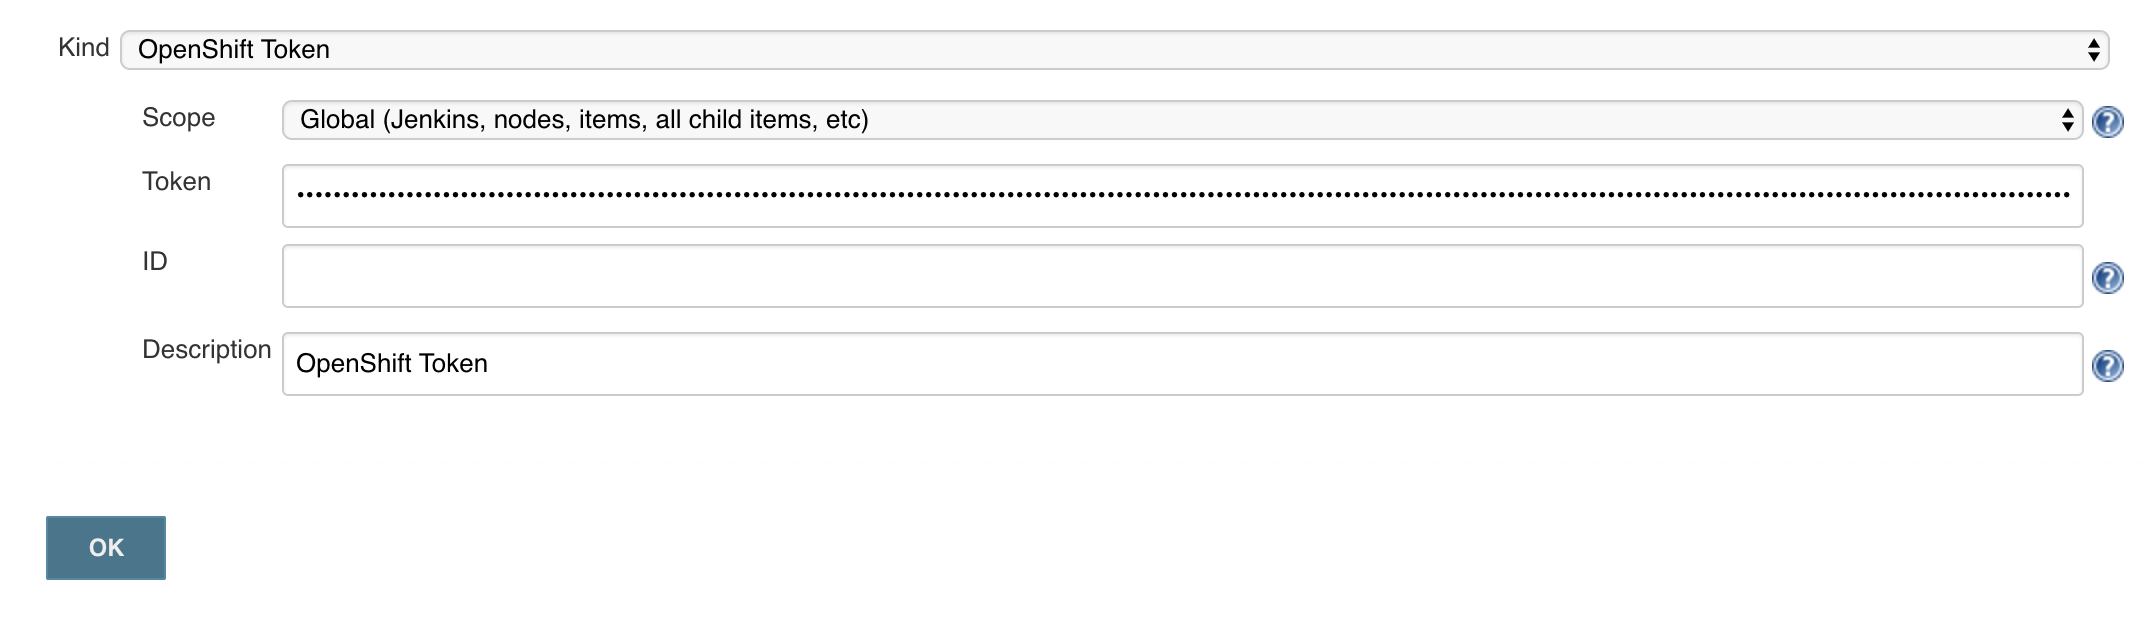 Kind OpenShift Token
Scope Global (Jenkins, nodes, items, all child items, etc)
Token
ID
Description OpenShift Token
OK